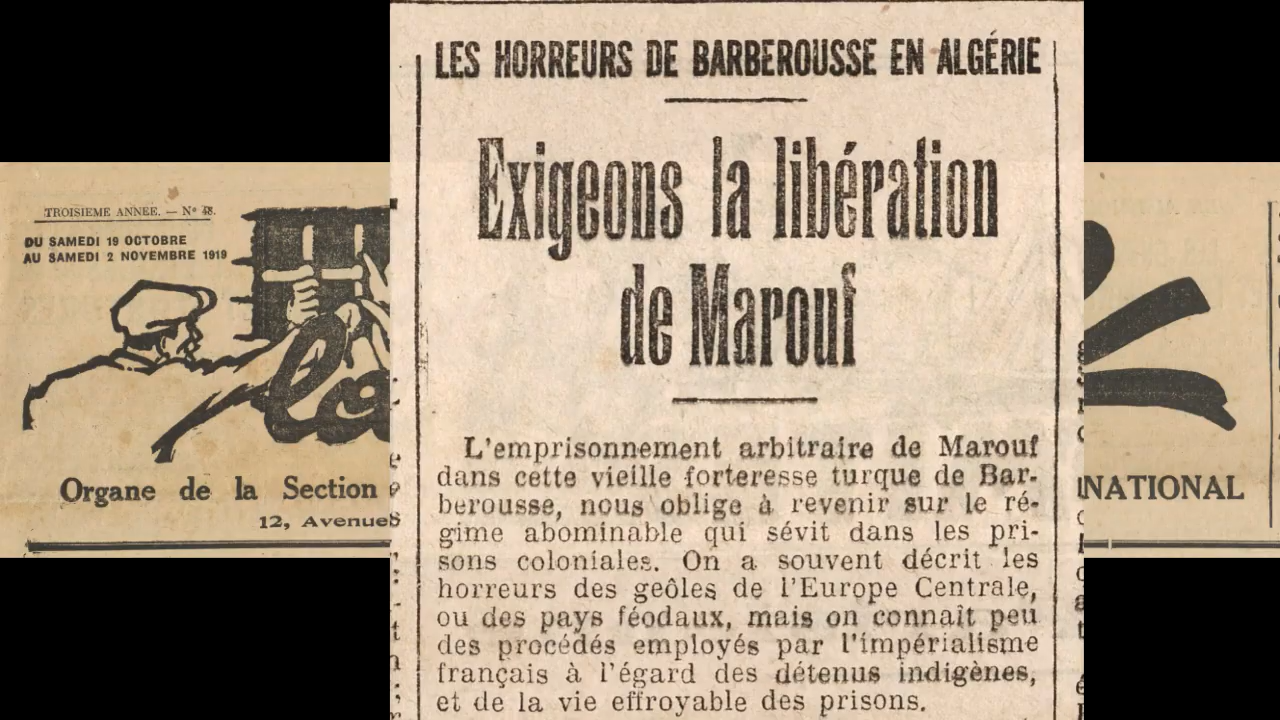 LES HORREURS DE BARBEROUSSE EN ALGÉRIE
Exigeons la libération
de Marouf
L'emprisonnement arbitraire de Marouf
dans cette vieille forteresse turque de Bar-
berousse, nous oblige à revenir sur le ré-
gime abominable qui sévit dans les pri-
sons coloniales. On a souvent décrit les
horreurs des geôles de l'Europe Centrale,
ou des pays féodaux, mais on connaît peu
des procédés employés par l'impérialisme
français à l'égard des détenus indigènes,
et de la vie effroyable des prisons.
TROISIEME ANNEE. — N° 48.
DU SAMEDI 19 OCTOBRE
AU SAMEDI 2 NOVEMBRE 1919
Organe de la Section
12, Avenue
NATIONAL